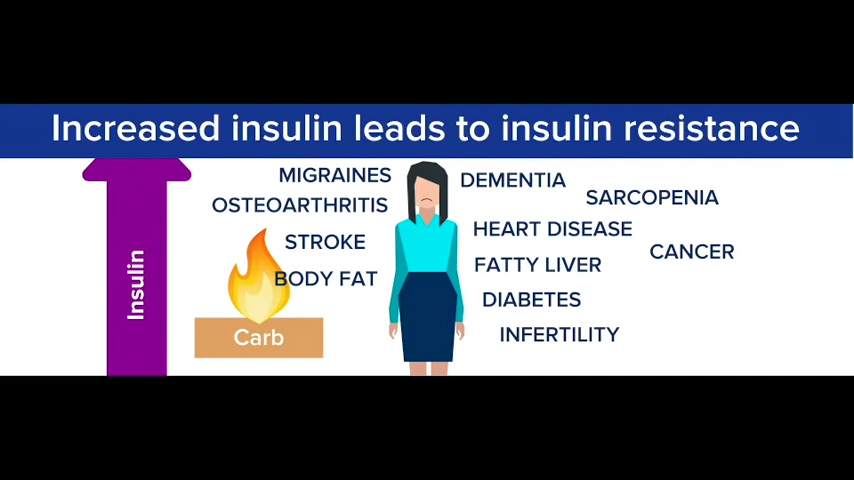 Increased insulin leads to insulin resistance
MIGRAINES
OSTEOARTHRITIS
STROKE
BODY FAT
Insulin
Carb
DEMENTIA
SARCOPENIA
HEART DISEASE
CANCER
FATTY LIVER
DIABETES
INFERTILITY